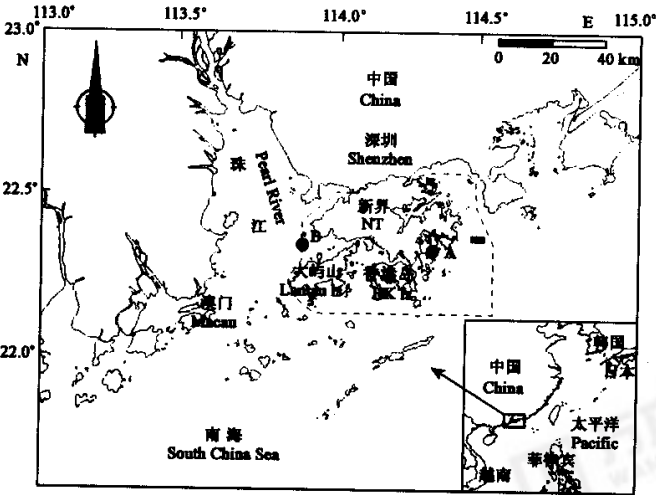 113.0°
113.5°
114.0°
114.5°
115.0°
E
23.0°
N
0 20 40 km
中国
China
深圳
Shenzhen
珠
江
Pearl River
22.5°
新界
NT
B
A
大屿山
香港岛
HK Is
澳门
Macau
22.0°
南海
South China Sea
中国
China
韩国
日本
太平洋
Pacific
越南
菲律宾